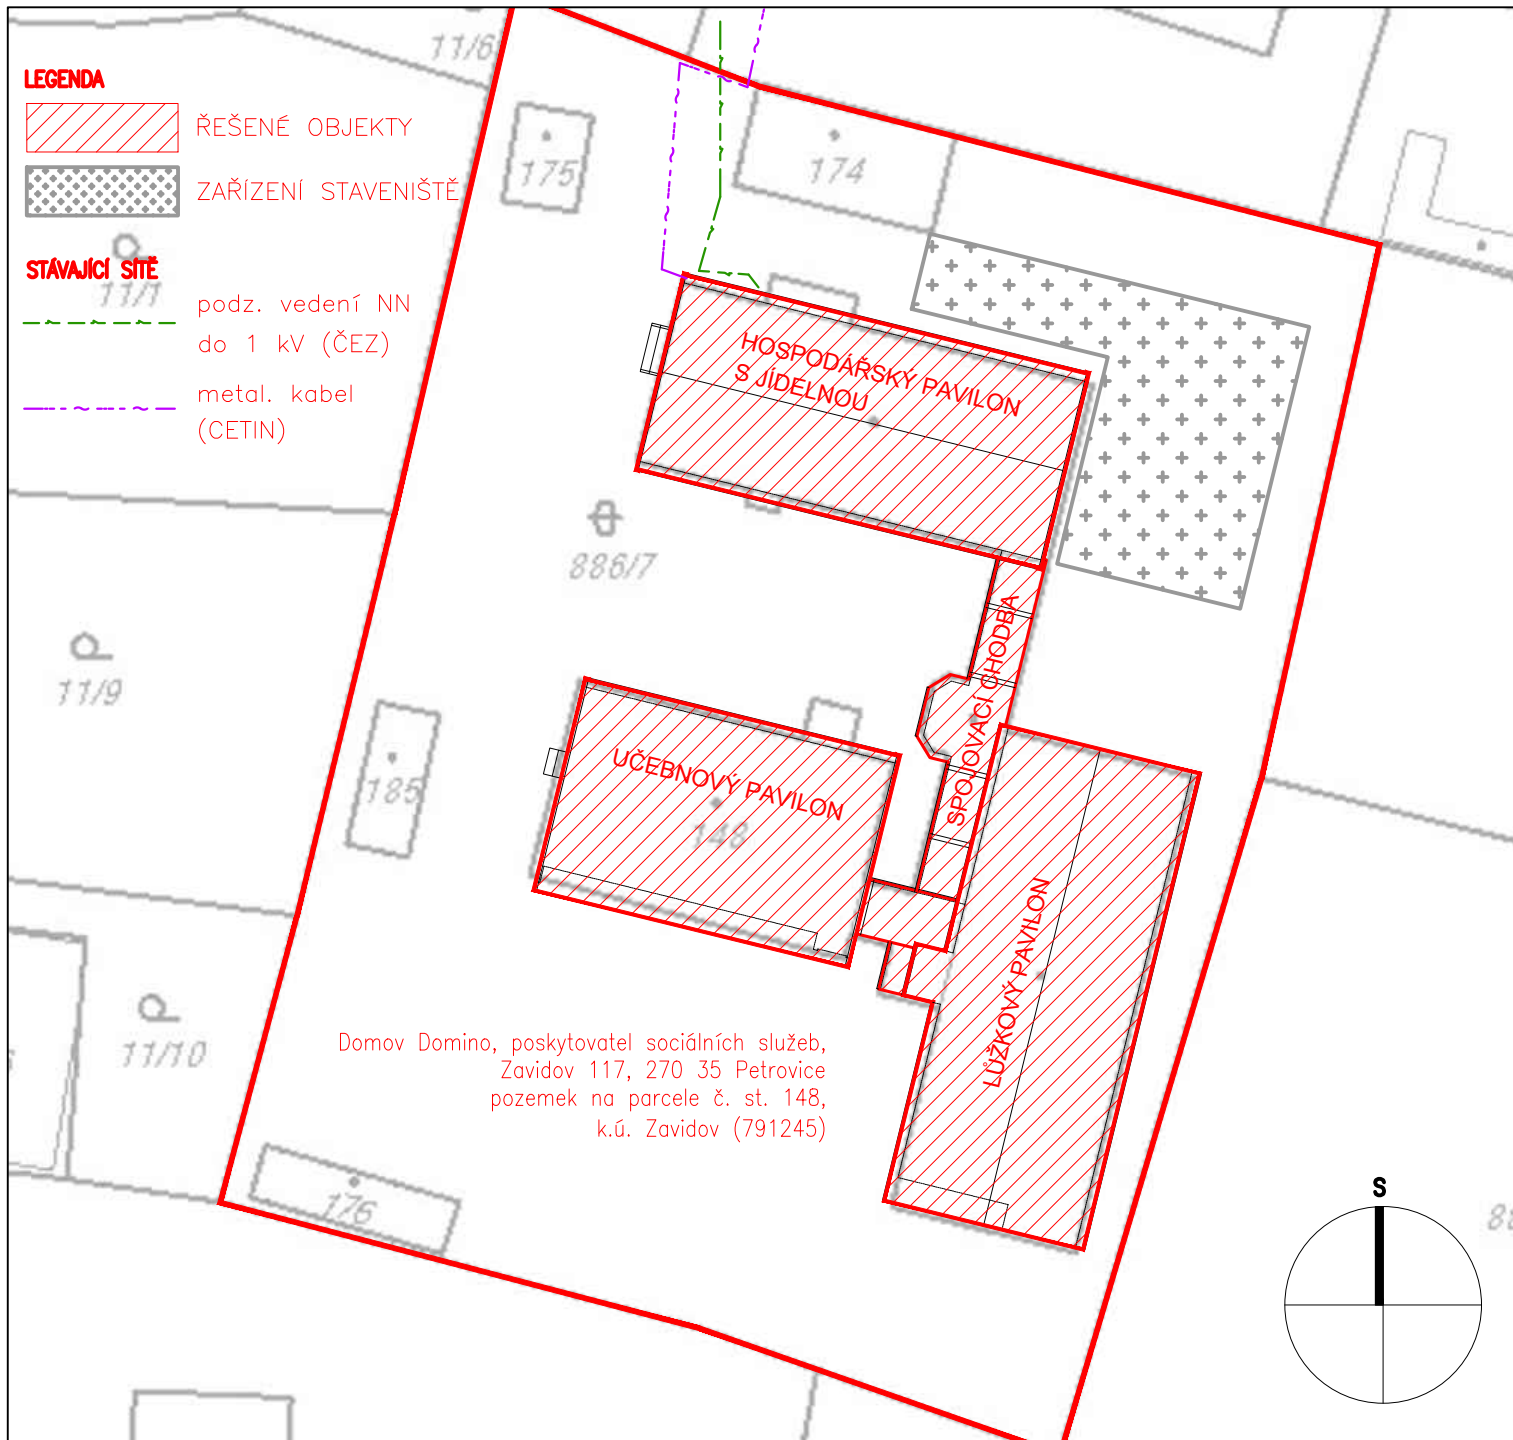 LEGENDA
ŘEŠENÉ OBJEKTY
ZAŘÍZENÍ STAVENIŠTĚ
STÁVAJÍCÍ SÍTĚ
podz. vedení NN
do 1 kV (ČEZ)
metal. kabel
(CETIN)
11/6
175
174
11/1
HOSPODÁŘSKÝ PAVILON
S JÍDELNOU
886/7
SPOJOVACÍ CHODBA
11/9
185
UČEBNOVÝ PAVILON
148
LŮŽKOVÝ PAVILON
11/10
Domov Domino, poskytovatel sociálních služeb,
Zavidov 117, 270 35 Petrovice
pozemek na parcele č. st. 148,
k.ú. Zavidov (791245)
176
S